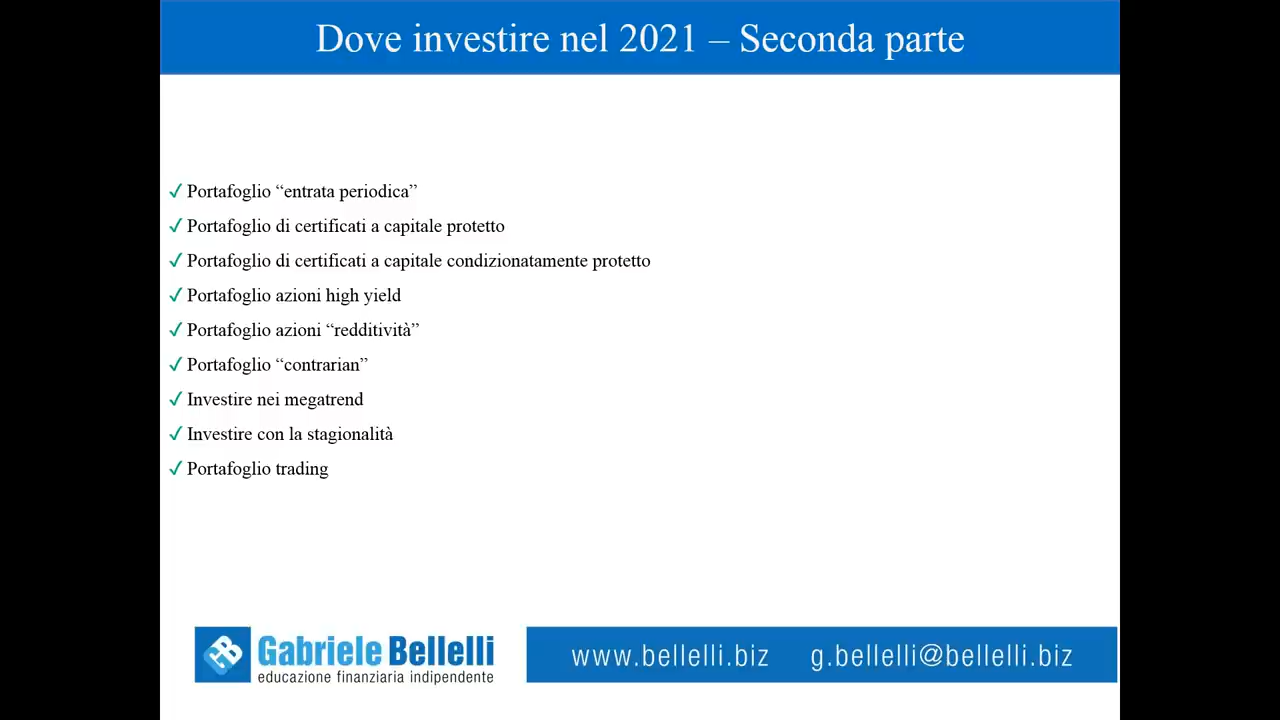 Dove investire nel 2021 – Seconda parte
✓ Portafoglio “entrata periodica”
✓ Portafoglio di certificati a capitale protetto
✓ Portafoglio di certificati a capitale condizionatamente protetto
✓ Portafoglio azioni high yield
✓ Portafoglio azioni “redditività”
✓ Portafoglio “contrarian”
✓ Investire nei megatrend
✓ Investire con la stagionalità
✓ Portafoglio trading
Gabriele Bellelli
educazione finanziaria indipendente
www.bellelli.biz g.bellelli@bellelli.biz